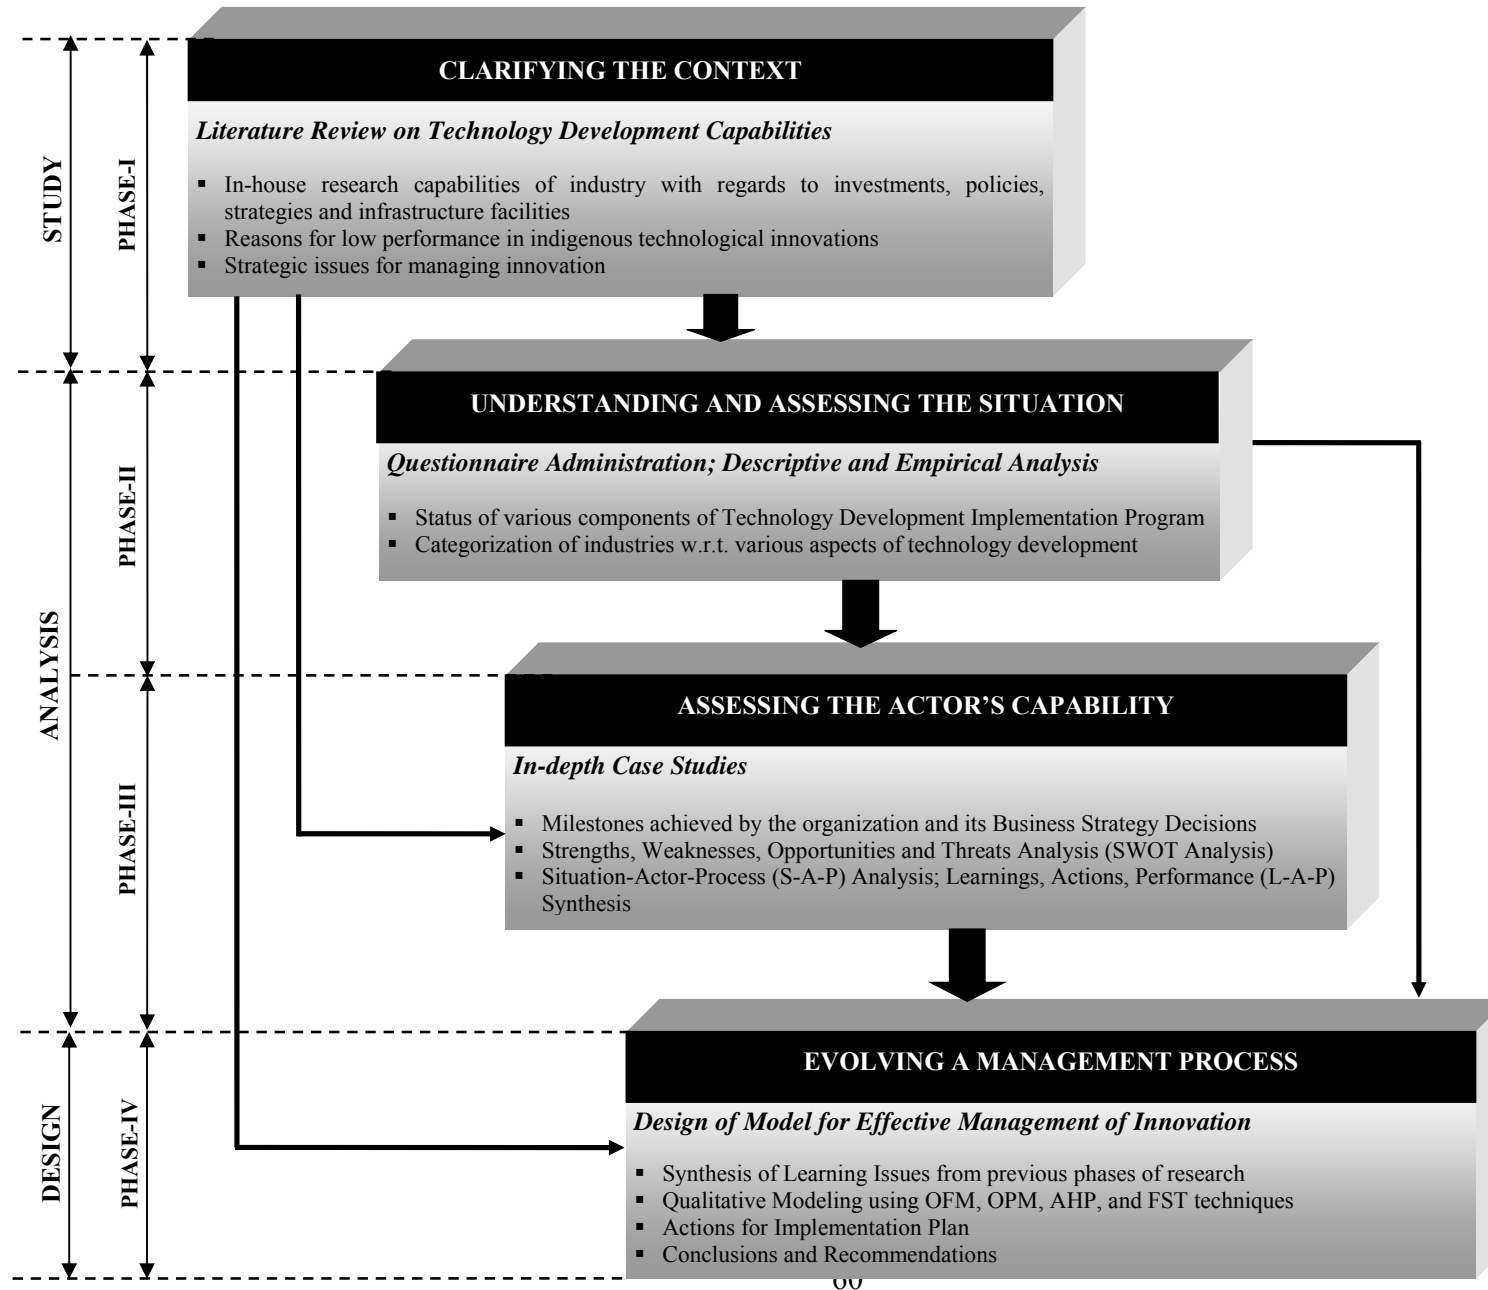 STUDY
PHASE-I
CLARIFYING THE CONTEXT
Literature Review on Technology Development Capabilities
▪ In-house research capabilities of industry with regards to investments, policies,
strategies and infrastructure facilities
▪ Reasons for low performance in indigenous technological innovations
▪ Strategic issues for managing innovation
ANALYSIS
PHASE-II
UNDERSTANDING AND ASSESSING THE SITUATION
Questionnaire Administration; Descriptive and Empirical Analysis
▪ Status of various components of Technology Development Implementation Program
▪ Categorization of industries w.r.t. various aspects of technology development
PHASE-III
ASSESSING THE ACTOR’S CAPABILITY
In-depth Case Studies
▪ Milestones achieved by the organization and its Business Strategy Decisions
▪ Strengths, Weaknesses, Opportunities and Threats Analysis (SWOT Analysis)
▪ Situation-Actor-Process (S-A-P) Analysis; Learnings, Actions, Performance (L-A-P)
Synthesis
DESIGN
PHASE-IV
EVOLVING A MANAGEMENT PROCESS
Design of Model for Effective Management of Innovation
▪ Synthesis of Learning Issues from previous phases of research
▪ Qualitative Modeling using OFM, OPM, AHP, and FST techniques
▪ Actions for Implementation Plan
▪ Conclusions and Recommendations
60